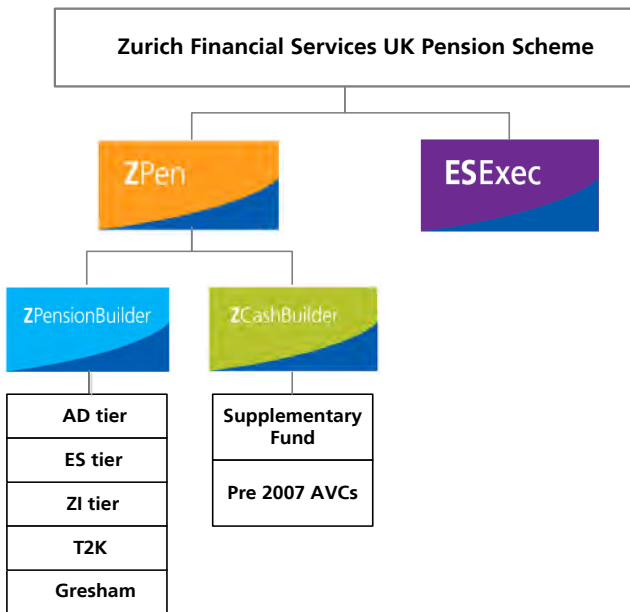 Zurich Financial Services UK Pension Scheme
ZPen
ESExec
ZPensionBuilder
ZCashBuilder
AD tier
ES tier
ZI tier
T2K
Gresham
Supplementary
Fund
Pre 2007 AVCs